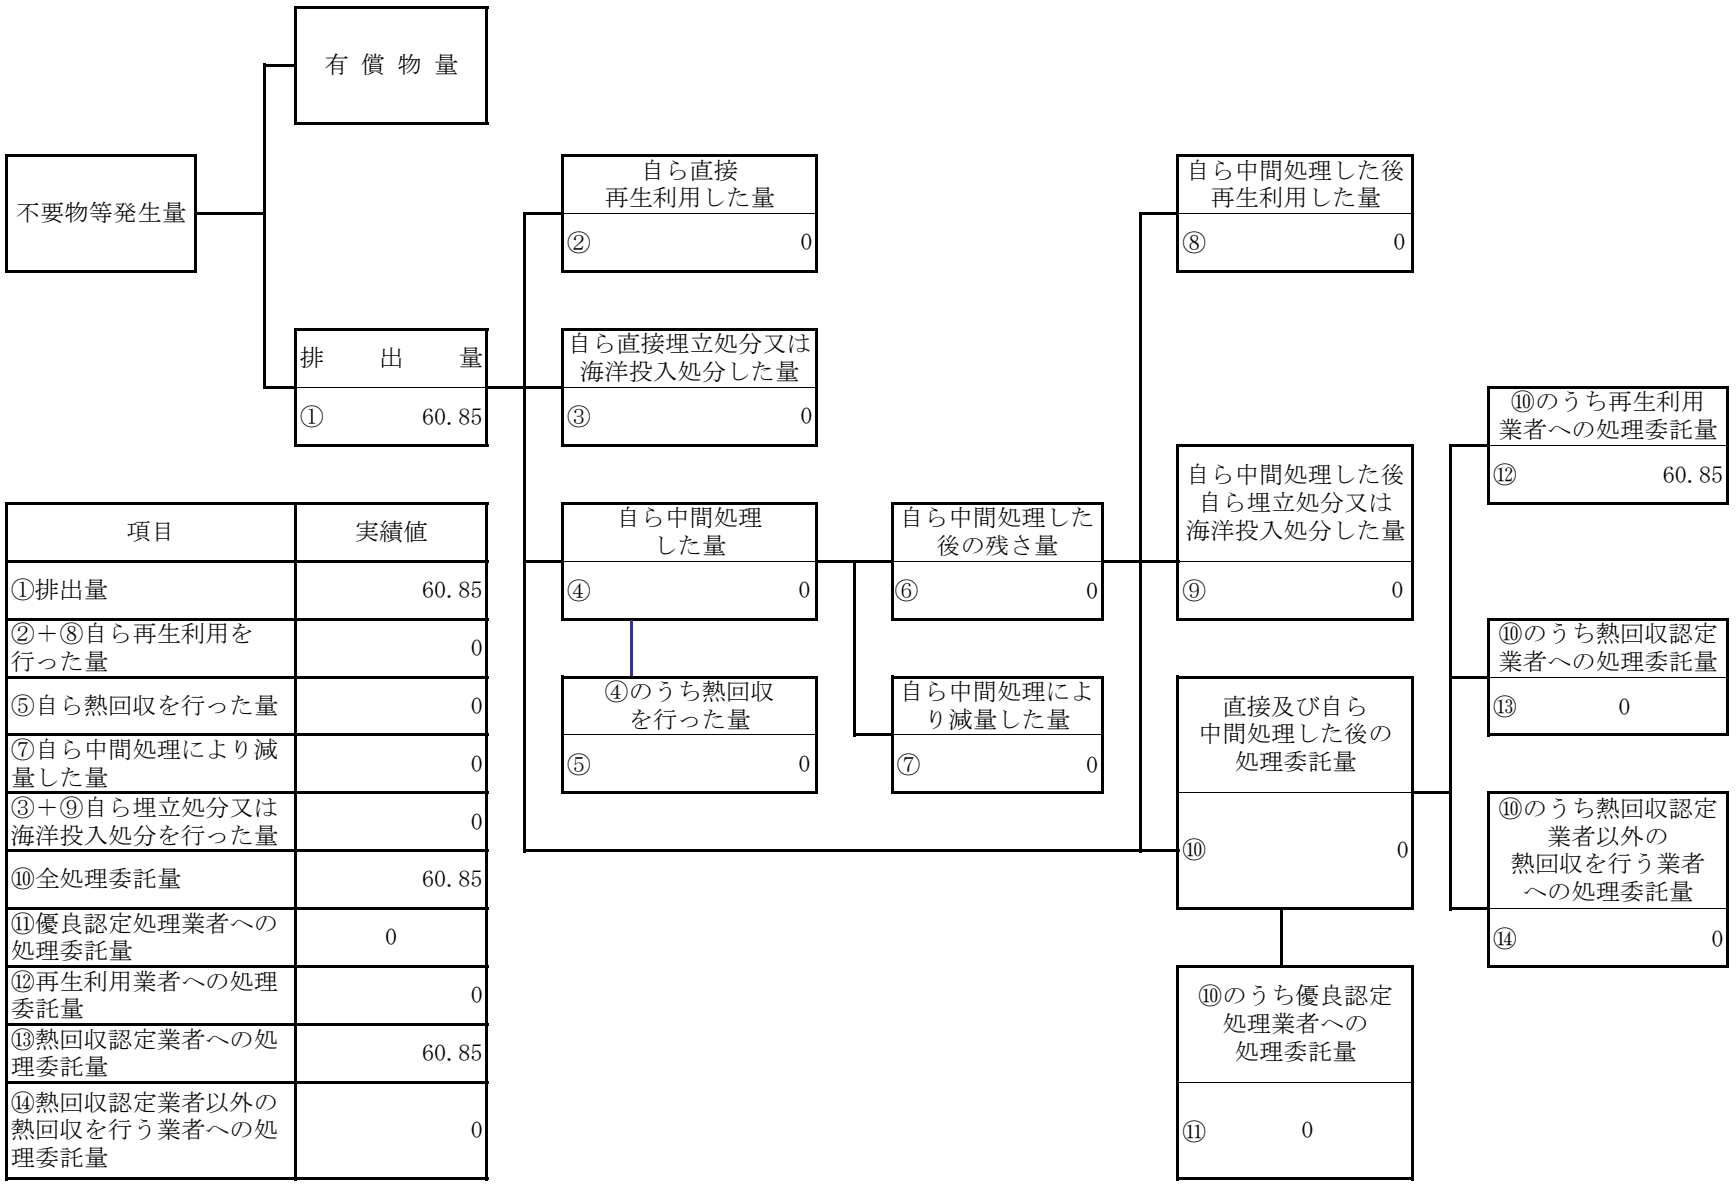 有償物量
不要物等発生量
自ら直接
再生利用した量
② 0
自ら中間処理した後
再生利用した量
⑧ 0
排出量
① 60.85
自ら直接埋立処分又は
海洋投入処分した量
③ 0
⑩のうち再生利用
業者への処理委託量
⑫ 60.85
自ら中間処理した後
自ら埋立処分又は
海洋投入処分した量
⑨ 0
自ら中間処理
した量
④ 0
自ら中間処理した
後の残さ量
⑥ 0
⑩のうち熱回収認定
業者への処理委託量
⑬ 0
④のうち熱回収
を行った量
⑤ 0
自ら中間処理によ
り減量した量
⑦ 0
直接及び自ら
中間処理した後の
処理委託量
⑩ 0
⑩のうち熱回収認定
業者以外の
熱回収を行う業者
への処理委託量
⑭ 0
⑩のうち優良認定
処理業者への
処理委託量
⑪ 0
項目 実績値
①排出量 60.85
②＋⑧自ら再生利用を
行った量 0
⑤自ら熱回収を行った量 0
⑦自ら中間処理により減
量した量 0
③＋⑨自ら埋立処分又は
海洋投入処分を行った量 0
⑩全処理委託量 60.85
⑪優良認定処理業者への
処理委託量 0
⑫再生利用業者への処理
委託量 0
⑬熱回収認定業者への処
理委託量 60.85
⑭熱回収認定業者以外の
熱回収を行う業者への処
理委託量 0